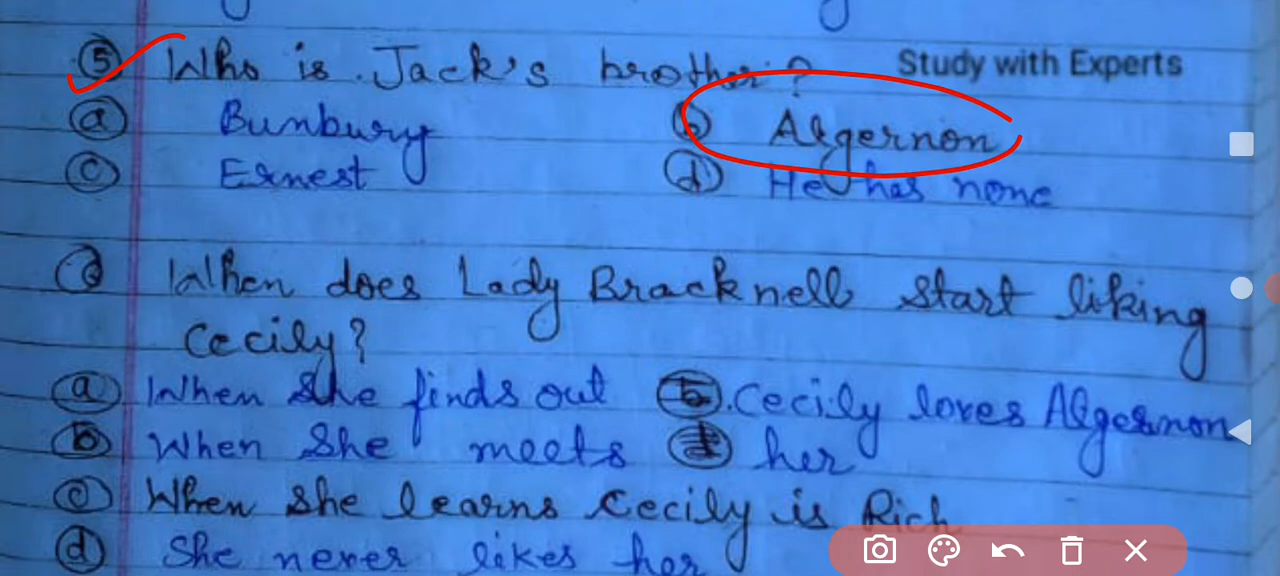 ⑤ Who is Jack's brother? Study with Experts
ⓐ Bunbury ⓑ Algernon
ⓒ Ernest ⓓ He has none
When does Lady Bracknell start liking
Cecily?
ⓐ When she finds out Cecily loves Algernon
ⓑ When she meets her
ⓒ When she learns Cecily is Rich
ⓓ She never likes her